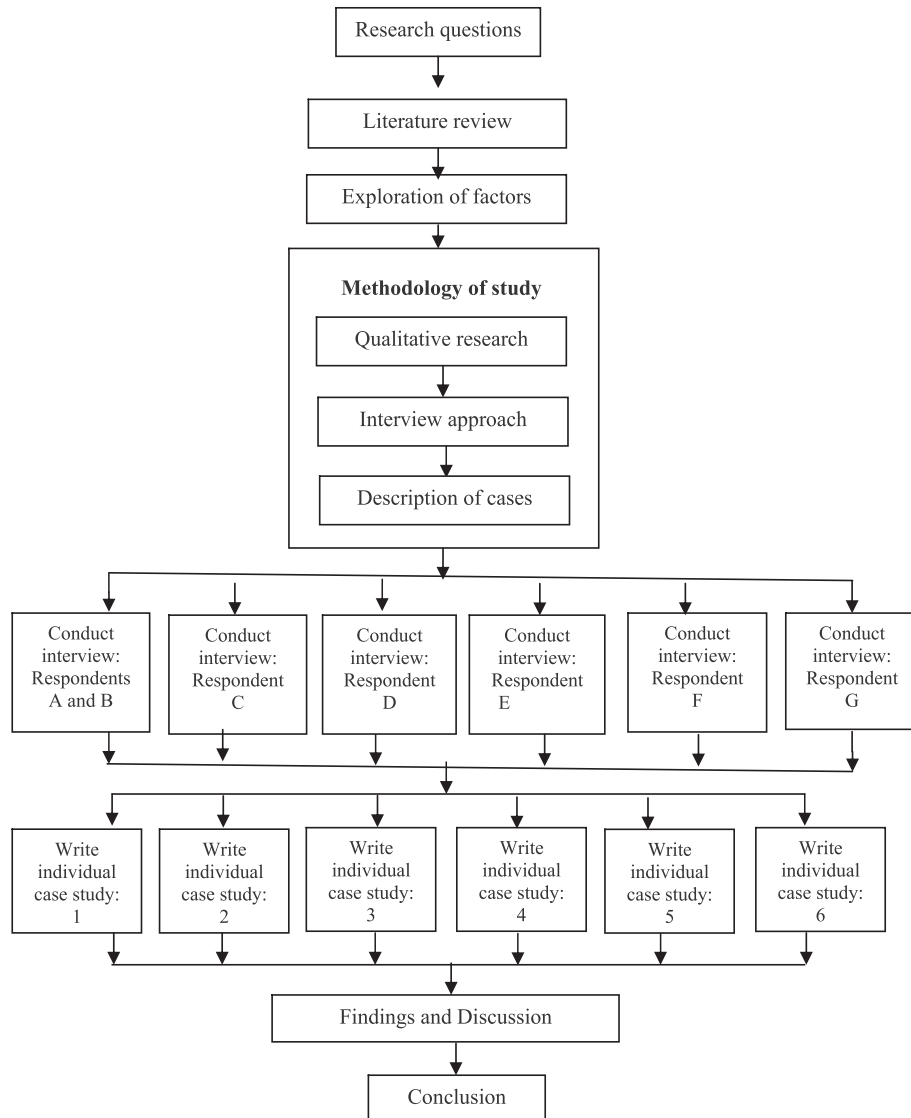 Research questions
Literature review
Exploration of factors
Methodology of study
Qualitative research
Interview approach
Description of cases
Conduct
interview:
Respondents
A and B
Conduct
interview:
Respondent
C
Conduct
interview:
Respondent
D
Conduct
interview:
Respondent
E
Conduct
interview:
Respondent
F
Conduct
interview:
Respondent
G
Write
individual
case study:
1
Write
individual
case study:
2
Write
individual
case study:
3
Write
individual
case study:
4
Write
individual
case study:
5
Write
individual
case study:
6
Findings and Discussion
Conclusion